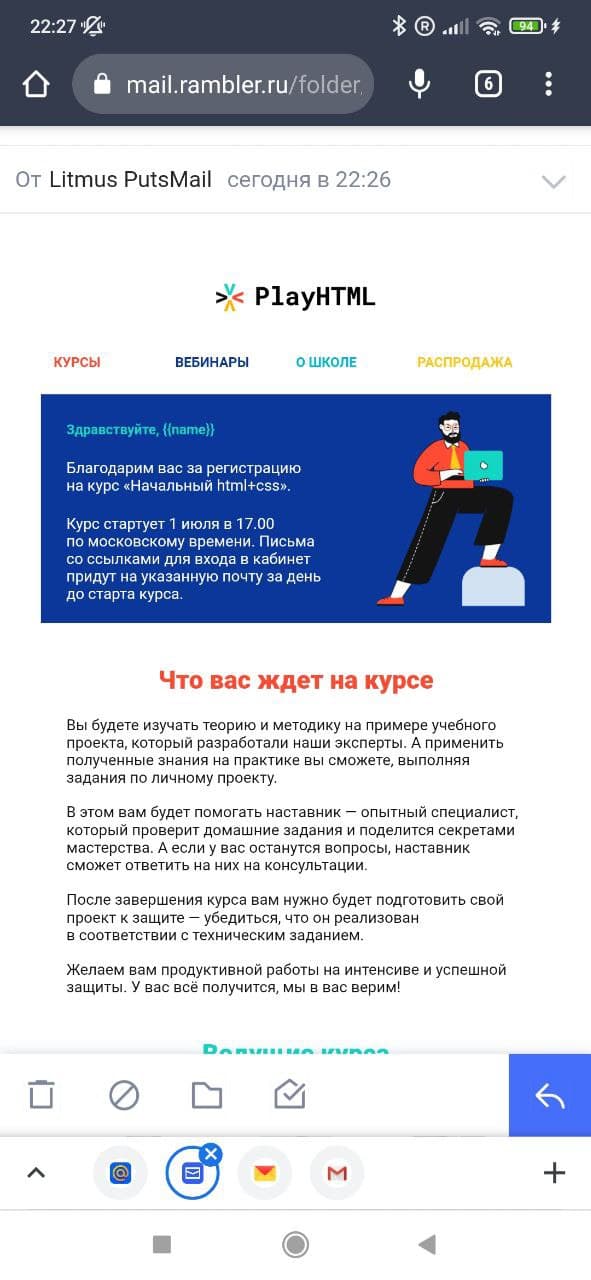 22:27
R
94
mail.rambler.ru/folder
6
От Litmus PutsMail сегодня в 22:26
PlayHTML
КУРСЫ ВЕБИНАРЫ О ШКОЛЕ РАСПРОДАЖА
Здравствуйте, {{name}}
Благодарим вас за регистрацию
на курс «Начальный html+css».
Курс стартует 1 июля в 17.00
по московскому времени. Письма
со ссылками для входа в кабинет
придут на указанную почту за день
до старта курса.
Что вас ждет на курсе
Вы будете изучать теорию и методику на примере учебного
проекта, который разработали наши эксперты. А применить
полученные знания на практике вы сможете, выполняя
задания по личному проекту.
В этом вам будет помогать наставник — опытный специалист,
который проверит домашние задания и поделится секретами
мастерства. А если у вас останутся вопросы, наставник
сможет ответить на них на консультации.
После завершения курса вам нужно будет подготовить свой
проект к защите — убедиться, что он реализован
в соответствии с техническим заданием.
Желаем вам продуктивной работы на интенсиве и успешной
защиты. У вас всё получится, мы в вас верим!
Ведущие курса